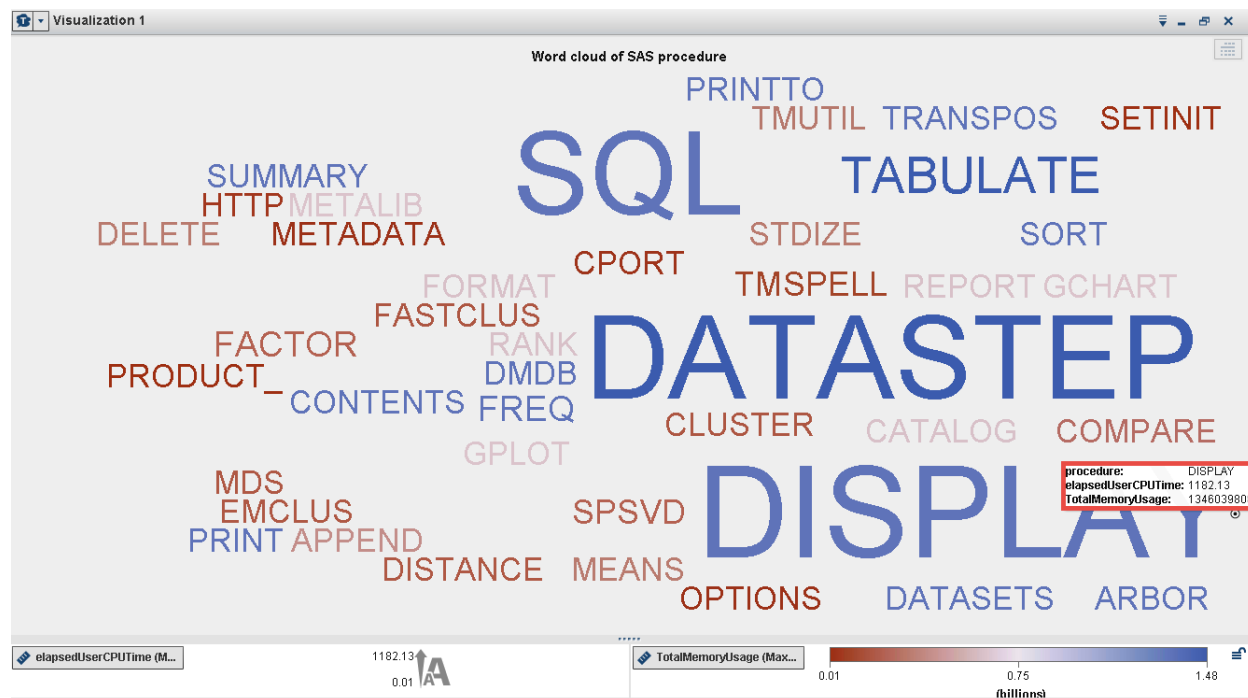 Visualization 1
Word cloud of SAS procedure
PRINTTO
TMUTIL TRANSPOS SETINIT
SQL
TABULATE
SUMMARY
HTTP METALIB
DELETE METADATA
STDIZE SORT
CPORT
FORMAT
TMSPELL REPORT GCHART
FASTCLUS
DATASTEP
FACTOR RANK
PRODUCT_ DMDB
CONTENTS FREQ
CLUSTER CATALOG COMPARE
GPLOT
DISPLAY
procedure: DISPLAY
elapsedUserCPUTime: 1182.13
TotalMemoryUsage:
MDS
EMCLUS SPSVD
PRINT APPEND
DISTANCE MEANS
OPTIONS DATASETS ARBOR
elapsedUserCPUTime (M...
1182.13
0.01
TotalMemoryUsage (Max...
0.01 0.75 1.48
(billions)